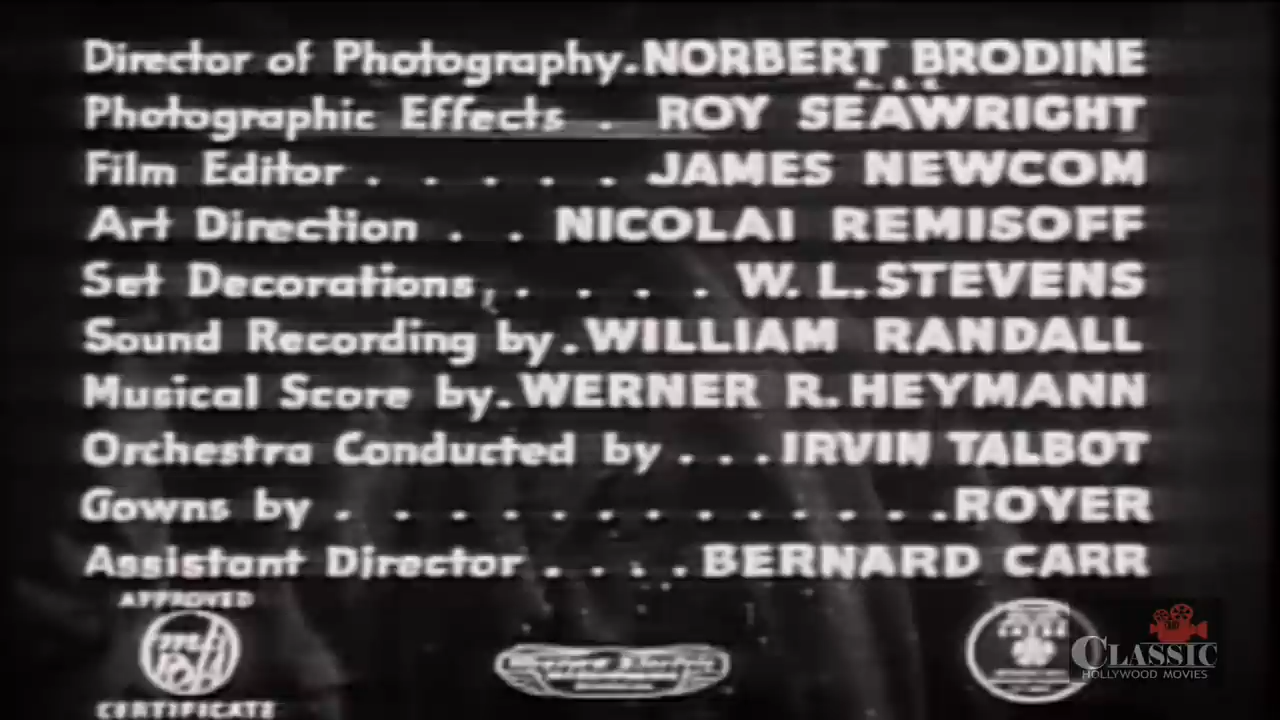 Director of Photography. NORBERT BRODINE
A.S.C.
Photographic Effects . ROY SEAWRIGHT
Film Editor . . . . . JAMES NEWCOM
Art Direction . . NICOLAI REMISOFF
Set Decorations, . . . . W. L. STEVENS
Sound Recording by . WILLIAM RANDALL
Musical Score by. WERNER R. HEYMANN
Orchestra Conducted by . . . IRVIN TALBOT
Gowns by . . . . . . . . . . . ROYER
Assistant Director . . . . BERNARD CARR
APPROVED
CERTIFICATE
Western Electric
CLASSIC
HOLLYWOOD MOVIES